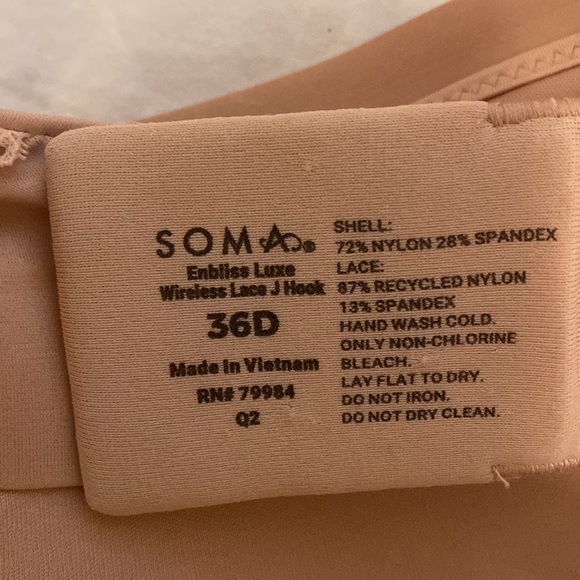 SOMA®
Enbliss Luxe
Wireless Lace J Hook
36D
Made In Vietnam
RN# 79984
Q2
SHELL:
72% NYLON 28% SPANDEX
LACE:
87% RECYCLED NYLON
13% SPANDEX
HAND WASH COLD.
ONLY NON-CHLORINE
BLEACH.
LAY FLAT TO DRY.
DO NOT IRON.
DO NOT DRY CLEAN.